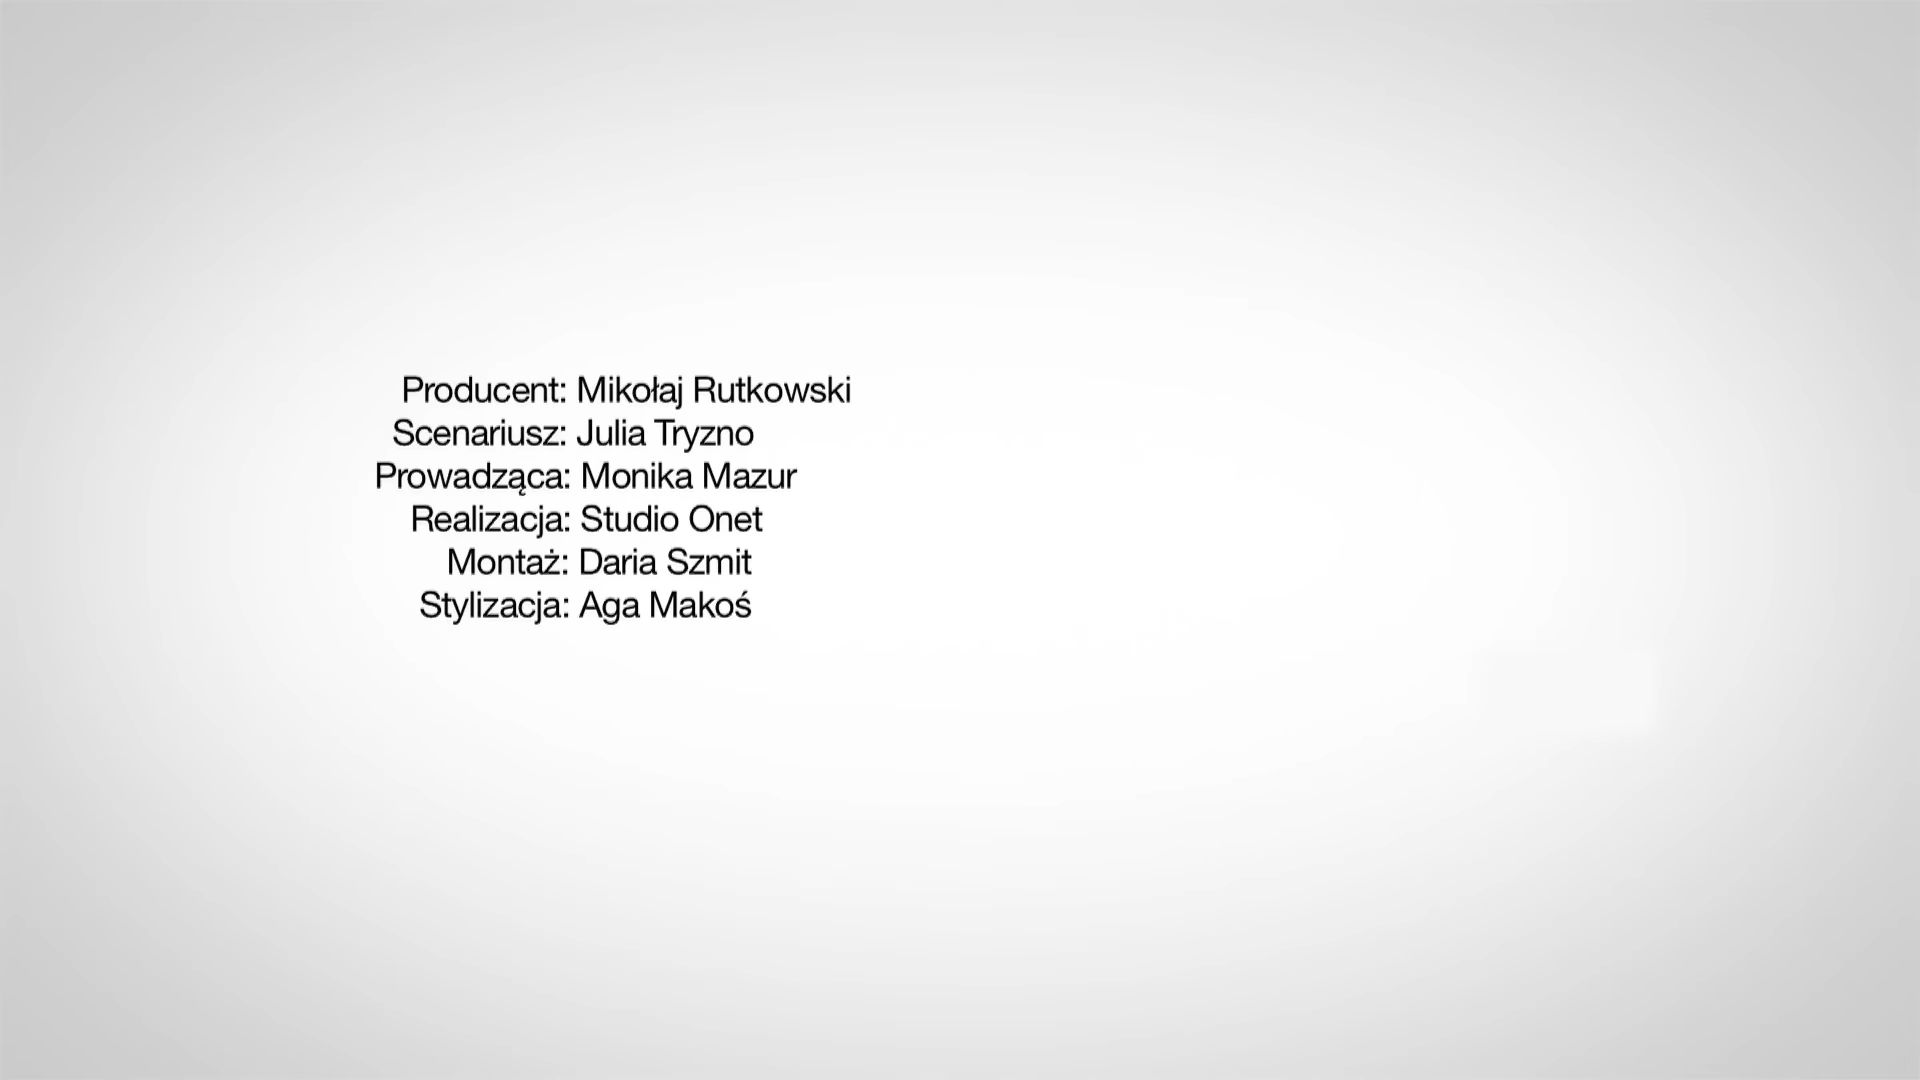 Producent: Mikołaj Rutkowski
Scenariusz: Julia Tryzno
Prowadząca: Monika Mazur
Realizacja: Studio Onet
Montaż: Daria Szmit
Stylizacja: Aga Makoś